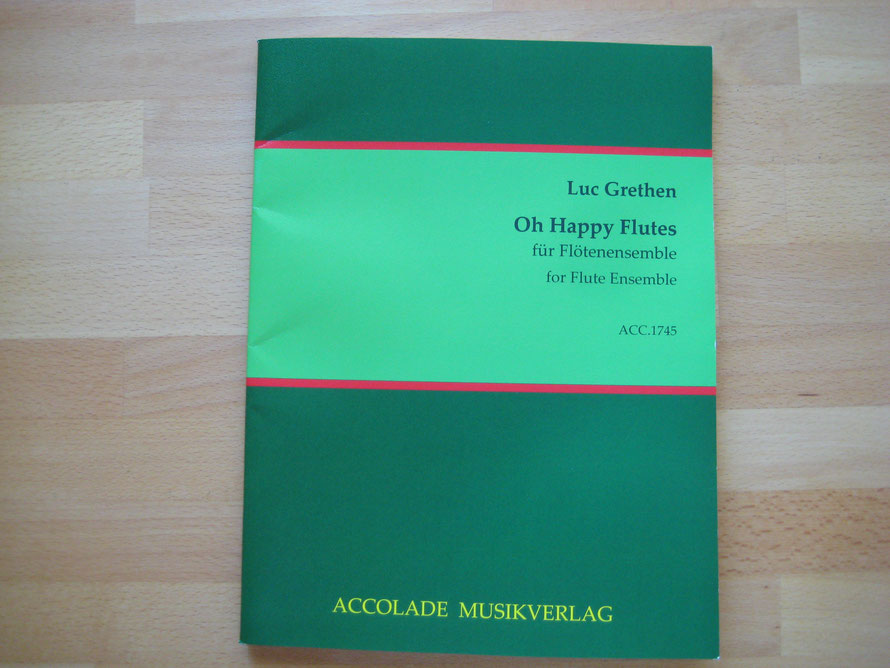 Luc Grethen
Oh Happy Flutes
für Flötenensemble
for Flute Ensemble
ACC.1745
ACCOLADE MUSIKVERLAG